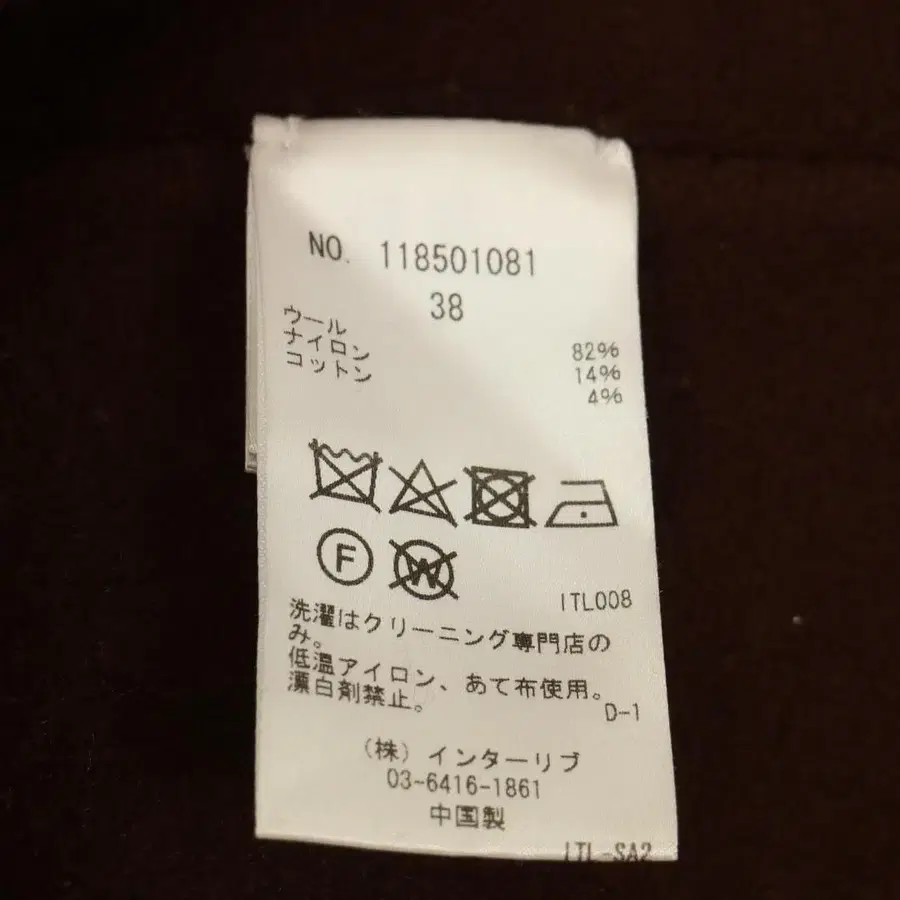 NO. 118501081
38
ウール 82%
ナイロン 14%
コットン 4%
F W
ITL008
洗濯はクリーニング専門店の
み。
低温アイロン、あて布使用。
漂白剤禁止。
D-1
(株) インターリブ
03-6416-1861
中国製
ITL-SA2